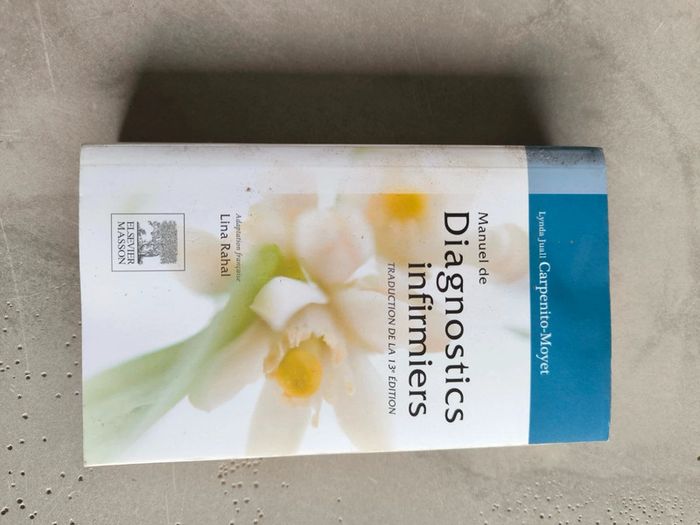 Lynda Juall Carpenito-Moyet
Manuel de
Diagnostics
infirmiers
TRADUCTION DE LA 13e ÉDITION
Adaptation française
Lina Rahal
ELSEVIER
MASSON